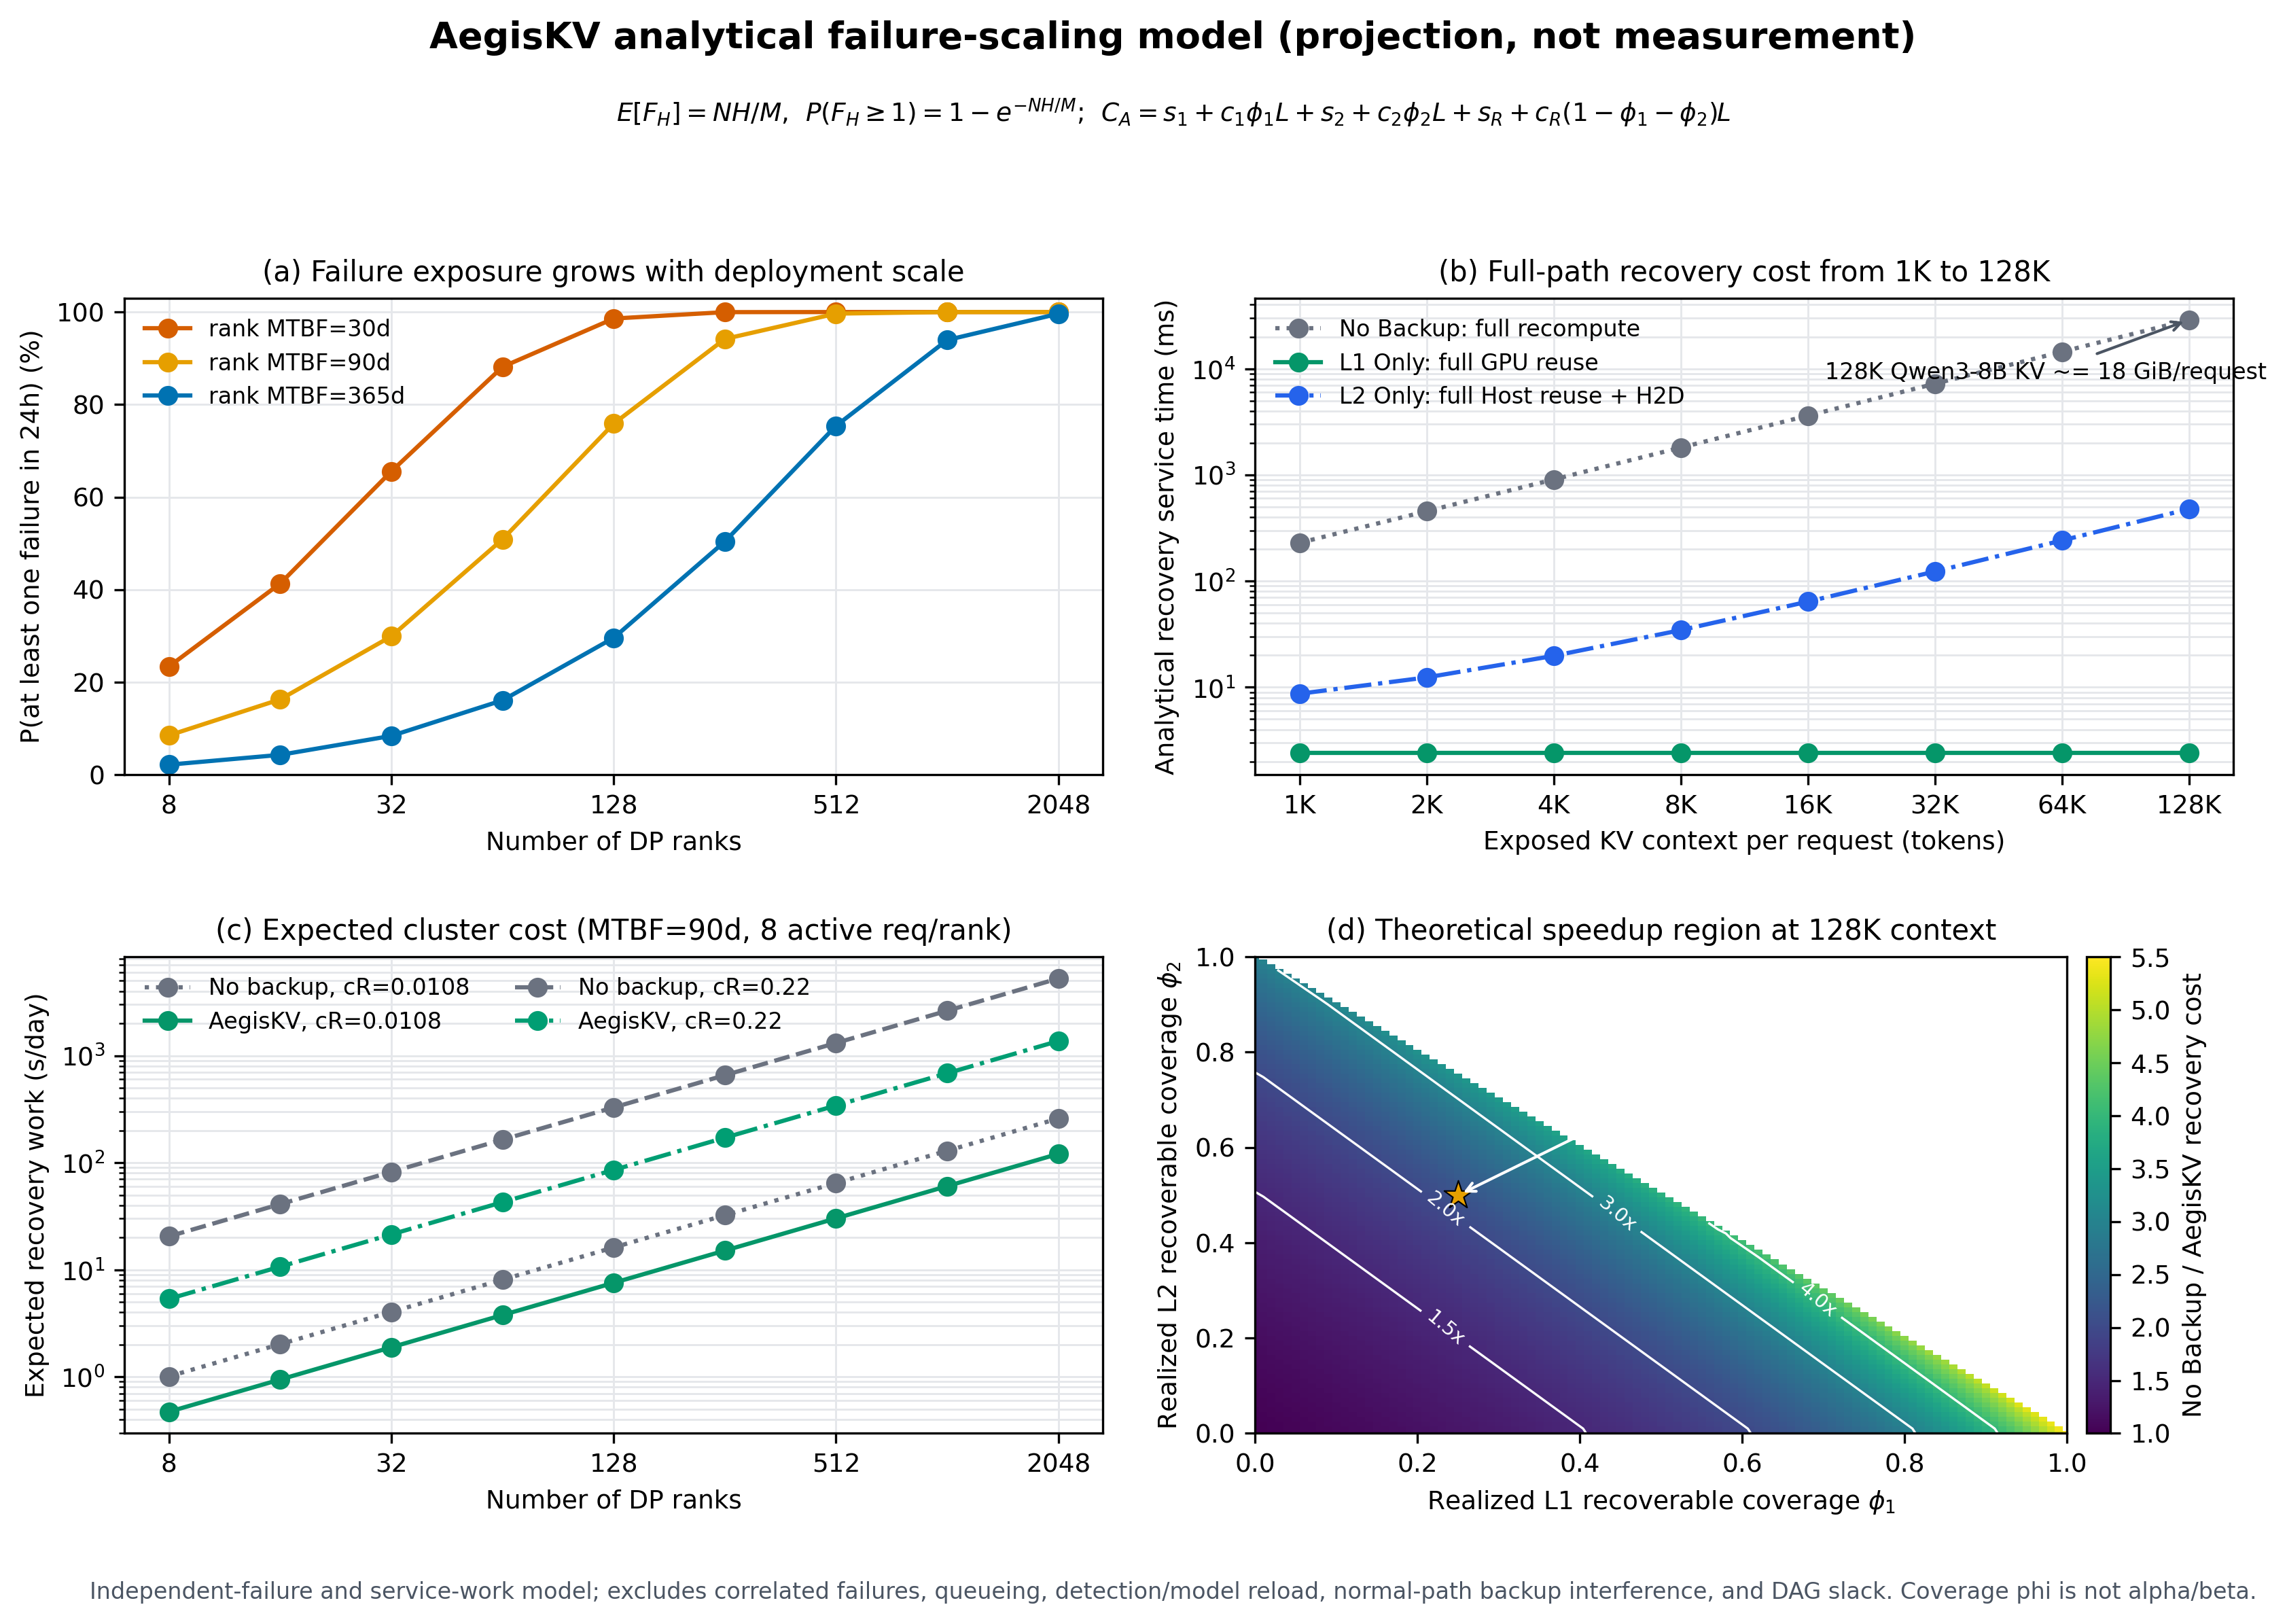 AegisKV analytical failure-scaling model (projection, not measurement)
E[F_H] = NH/M, P(F_H ≥ 1) = 1 − e^{−NH/M}; C_A = s_1 + c_1ϕ_1L + s_2 + c_2ϕ_2L + s_R + c_R(1 − ϕ_1 − ϕ_2)L
(a) Failure exposure grows with deployment scale
P(at least one failure in 24h) (%)
100
80
60
40
20
0
rank MTBF=30d
rank MTBF=90d
rank MTBF=365d
8 32 128 512 2048
Number of DP ranks
(b) Full-path recovery cost from 1K to 128K
Analytical recovery service time (ms)
10^4
10^3
10^2
10^1
No Backup: full recompute
L1 Only: full GPU reuse
L2 Only: full Host reuse + H2D
128K Qwen3-8B KV ~= 18 GiB/request
1K 2K 4K 8K 16K 32K 64K 128K
Exposed KV context per request (tokens)
(c) Expected cluster cost (MTBF=90d, 8 active req/rank)
Expected recovery work (s/day)
10^3
10^2
10^1
10^0
No backup, cR=0.0108
AegisKV, cR=0.0108
No backup, cR=0.22
AegisKV, cR=0.22
8 32 128 512 2048
Number of DP ranks
(d) Theoretical speedup region at 128K context
Realized L2 recoverable coverage ϕ_2
1.0
0.8
0.6
0.4
0.2
0.0
2.0x
3.0x
4.0x
1.5x
0.0 0.2 0.4 0.6 0.8 1.0
Realized L1 recoverable coverage ϕ_1
5.5
5.0
4.5
4.0
3.5
3.0
2.5
2.0
1.5
1.0
No Backup / AegisKV recovery cost
Independent-failure and service-work model; excludes correlated failures, queueing, detection/model reload, normal-path backup interference, and DAG slack. Coverage phi is not alpha/beta.